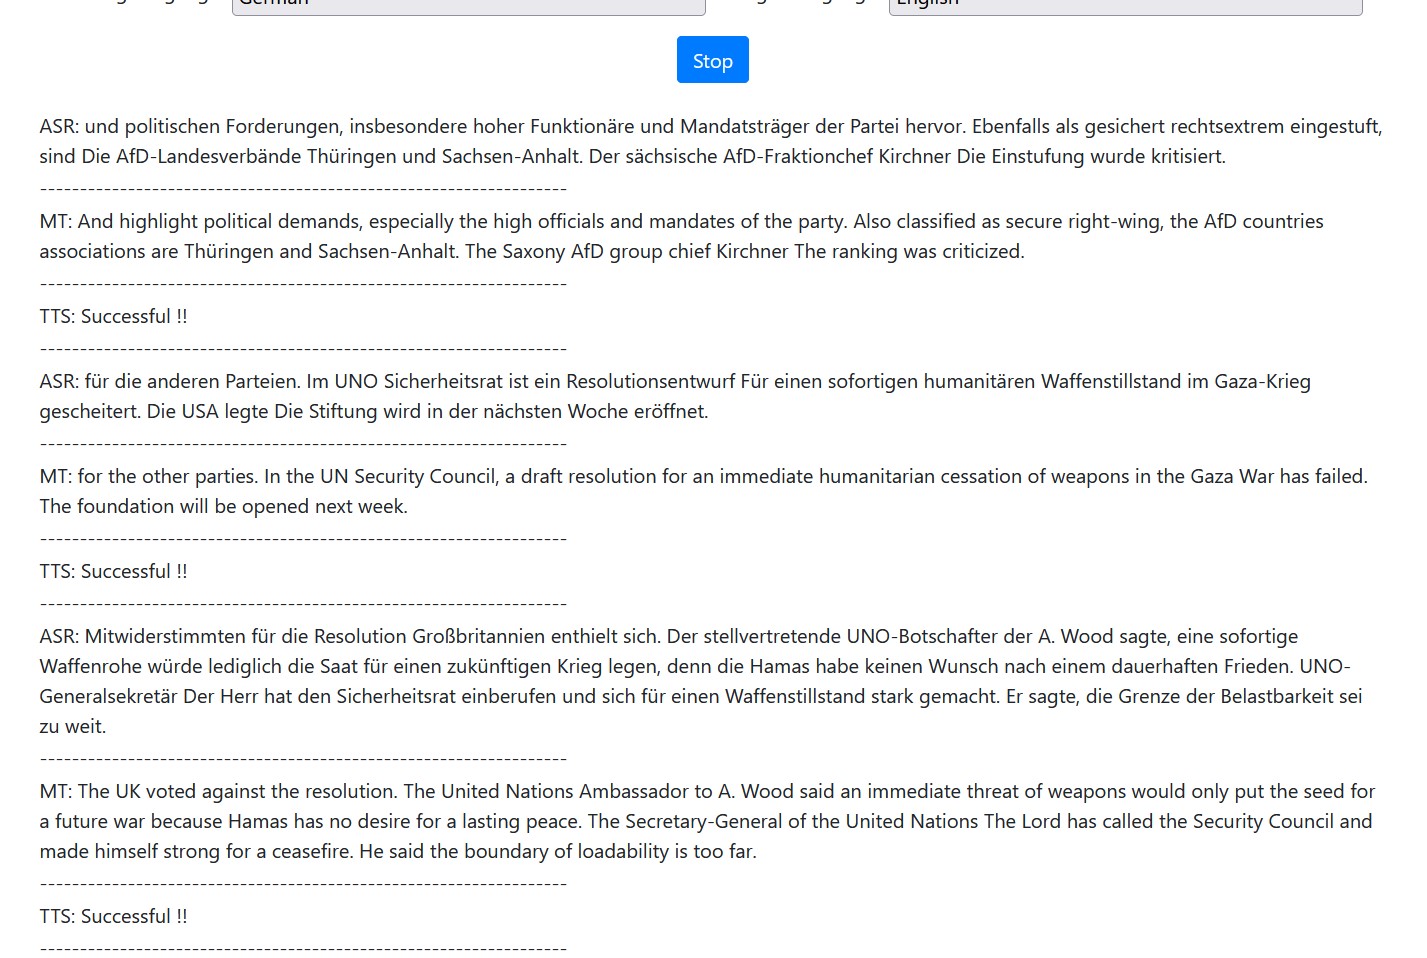 German
English
Stop
ASR: und politischen Forderungen, insbesondere hoher Funktionäre und Mandatsträger der Partei hervor. Ebenfalls als gesichert rechtsextrem eingestuft,
sind Die AfD-Landesverbände Thüringen und Sachsen-Anhalt. Der sächsische AfD-Fraktionchef Kirchner Die Einstufung wurde kritisiert.
------------------------------------------------------------------
MT: And highlight political demands, especially the high officials and mandates of the party. Also classified as secure right-wing, the AfD countries
associations are Thüringen and Sachsen-Anhalt. The Saxony AfD group chief Kirchner The ranking was criticized.
------------------------------------------------------------------
TTS: Successful !!
------------------------------------------------------------------
ASR: für die anderen Parteien. Im UNO Sicherheitsrat ist ein Resolutionsentwurf Für einen sofortigen humanitären Waffenstillstand im Gaza-Krieg
gescheitert. Die USA legte Die Stiftung wird in der nächsten Woche eröffnet.
------------------------------------------------------------------
MT: for the other parties. In the UN Security Council, a draft resolution for an immediate humanitarian cessation of weapons in the Gaza War has failed.
The foundation will be opened next week.
------------------------------------------------------------------
TTS: Successful !!
------------------------------------------------------------------
ASR: Mitwiderstimmten für die Resolution Großbritannien enthielt sich. Der stellvertretende UNO-Botschafter der A. Wood sagte, eine sofortige
Waffenrohe würde lediglich die Saat für einen zukünftigen Krieg legen, denn die Hamas habe keinen Wunsch nach einem dauerhaften Frieden. UNO-
Generalsekretär Der Herr hat den Sicherheitsrat einberufen und sich für einen Waffenstillstand stark gemacht. Er sagte, die Grenze der Belastbarkeit sei
zu weit.
------------------------------------------------------------------
MT: The UK voted against the resolution. The United Nations Ambassador to A. Wood said an immediate threat of weapons would only put the seed for
a future war because Hamas has no desire for a lasting peace. The Secretary-General of the United Nations The Lord has called the Security Council and
made himself strong for a ceasefire. He said the boundary of loadability is too far.
------------------------------------------------------------------
TTS: Successful !!
------------------------------------------------------------------